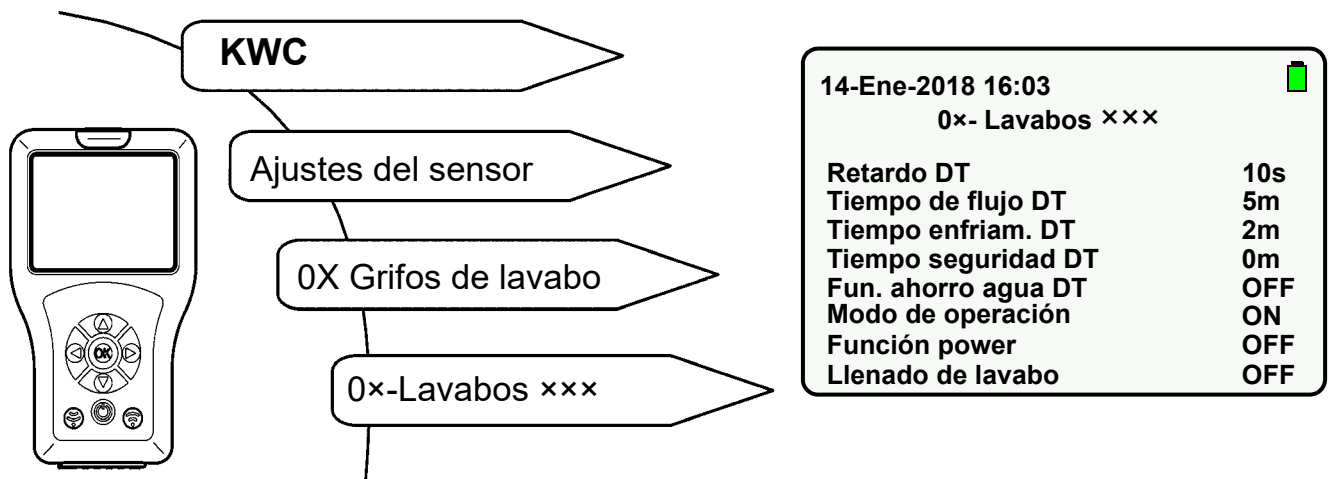 KWC
Ajustes del sensor
0X Grifos de lavabo
0×-Lavabos ×××
OK
14-Ene-2018 16:03
0×- Lavabos ×××
Retardo DT 10s
Tiempo de flujo DT 5m
Tiempo enfriam. DT 2m
Tiempo seguridad DT 0m
Fun. ahorro agua DT OFF
Modo de operación ON
Función power OFF
Llenado de lavabo OFF